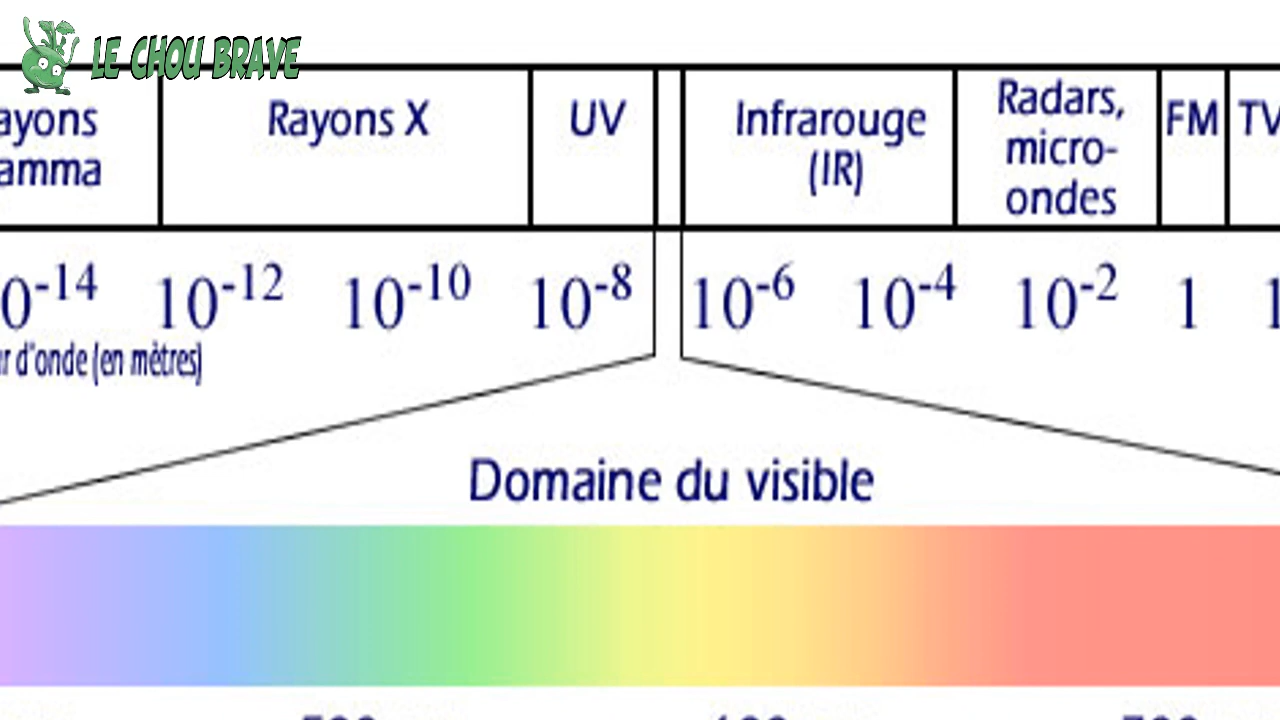 LE CHOU BRAVE
ayons
amma
Rayons X
UV
Infrarouge
(IR)
Radars,
micro-
ondes
FM
TV
0⁻¹⁴ 10⁻¹² 10⁻¹⁰ 10⁻⁸ 10⁻⁶ 10⁻⁴ 10⁻² 1 1
r d'onde (en mètres)
Domaine du visible